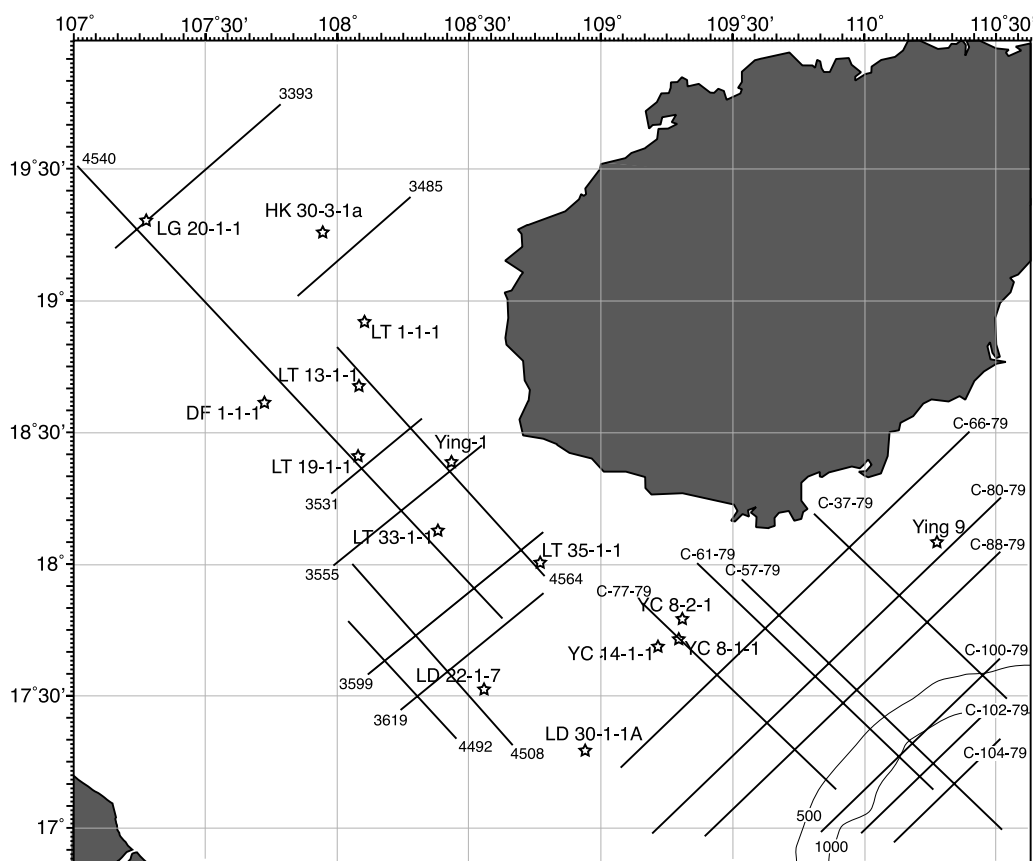 107° 107°30' 108° 108°30' 109° 109°30' 110° 110°30'
3393
4540
19°30'
3485
HK 30-3-1a
LG 20-1-1
19°
LT 1-1-1
LT 13-1-1
DF 1-1-1
C-66-79
18°30'
Ying-1
LT 19-1-1
C-80-79
3531
C-37-79
Ying 9
LT 33-1-1
C-88-79
LT 35-1-1
C-61-79
18°
C-57-79
3555
4564
C-77-79
YC 8-2-1
YC 14-1-1
YC 8-1-1
C-100-79
LD 22-1-7
3599
17°30'
C-102-79
3619
LD 30-1-1A
4492
4508
C-104-79
500
17°
1000